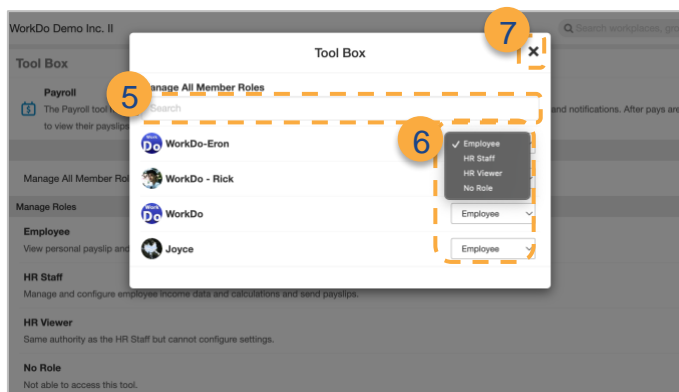 WorkDo Demo Inc. II
Search workplaces, gro
7
Tool Box
Tool Box
Manage All Member Roles
Payroll
5
Search
The Payroll tool
and notifications. After pays are
to view their payslips
6
WorkDo-Eron
✓ Employee
HR Staff
HR Viewer
No Role
Manage All Member Rol
WorkDo - Rick
Manage Roles
WorkDo
Employee
Employee
View personal payslip and
Joyce
Employee
HR Staff
Manage and configure employee income data and calculations and send payslips.
HR Viewer
Same authority as the HR Staff but cannot configure settings.
No Role
Not able to access this tool.